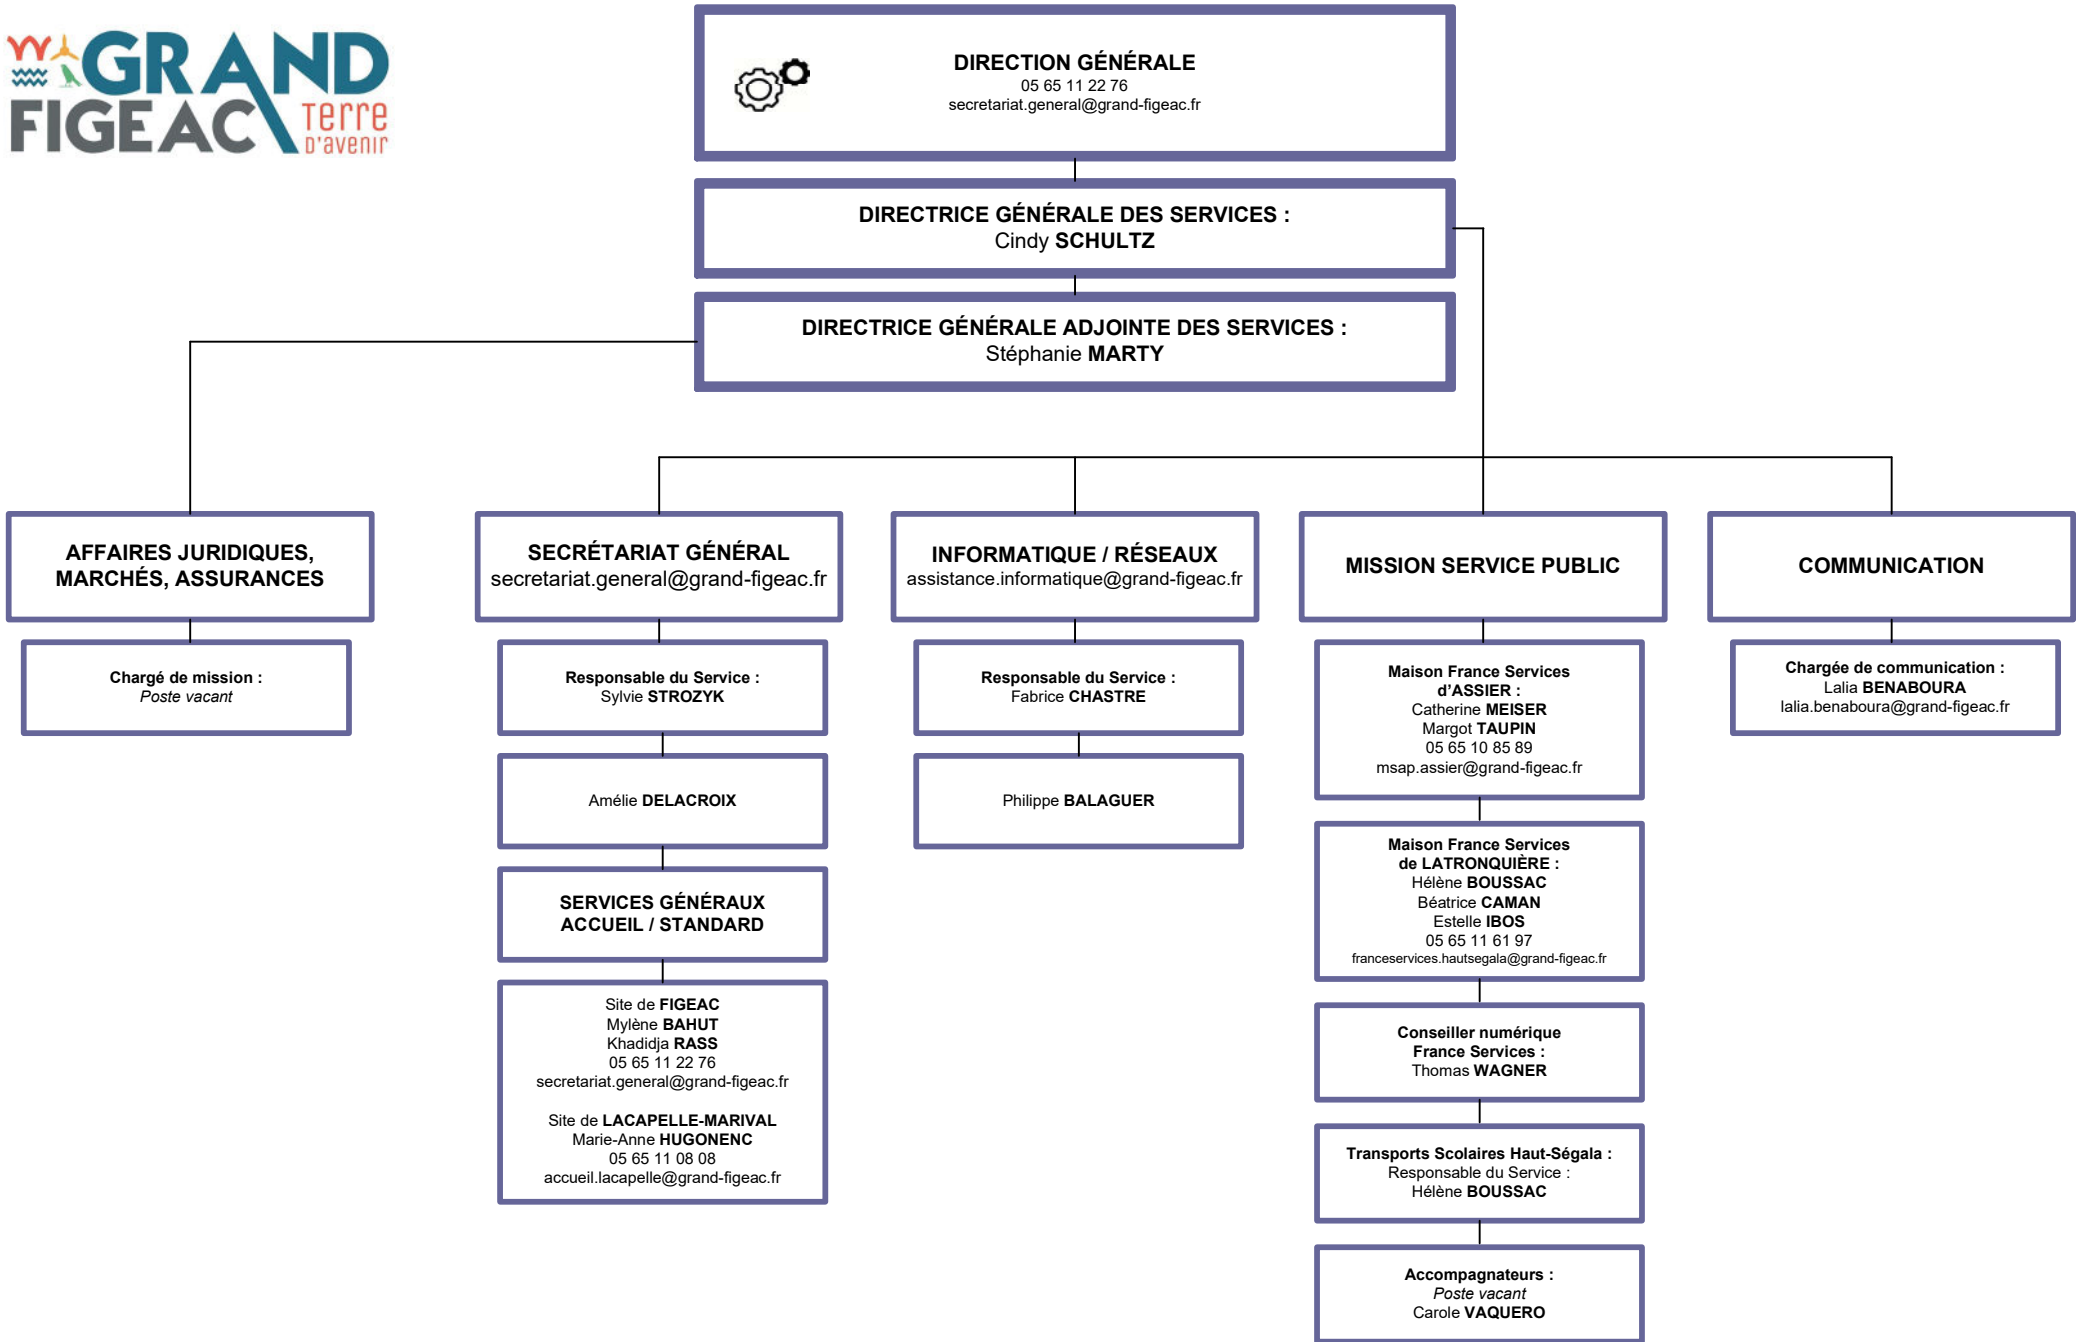 GRAND
FIGEAC
Terre
D'avenir
DIRECTION GÉNÉRALE
05 65 11 22 76
secretariat.general@grand-figeac.fr
DIRECTRICE GÉNÉRALE DES SERVICES :
Cindy SCHULTZ
DIRECTRICE GÉNÉRALE ADJOINTE DES SERVICES :
Stéphanie MARTY
AFFAIRES JURIDIQUES,
MARCHÉS, ASSURANCES
Chargé de mission :
Poste vacant
SECRÉTARIAT GÉNÉRAL
secretariat.general@grand-figeac.fr
Responsable du Service :
Sylvie STROZYK
Amélie DELACROIX
SERVICES GÉNÉRAUX
ACCUEIL / STANDARD
Site de FIGEAC
Mylène BAHUT
Khadidja RASS
05 65 11 22 76
secretariat.general@grand-figeac.fr
Site de LACAPELLE-MARIVAL
Marie-Anne HUGONENC
05 65 11 08 08
accueil.lacapelle@grand-figeac.fr
INFORMATIQUE / RÉSEAUX
assistance.informatique@grand-figeac.fr
Responsable du Service :
Fabrice CHASTRE
Philippe BALAGUER
MISSION SERVICE PUBLIC
Maison France Services
d'ASSIER :
Catherine MEISER
Margot TAUPIN
05 65 10 85 89
msap.assier@grand-figeac.fr
Maison France Services
de LATRONQUIÈRE :
Hélène BOUSSAC
Béatrice CAMAN
Estelle IBOS
05 65 11 61 97
franceservices.hautsegala@grand-figeac.fr
Conseiller numérique
France Services :
Thomas WAGNER
Transports Scolaires Haut-Ségala :
Responsable du Service :
Hélène BOUSSAC
Accompagnateurs :
Poste vacant
Carole VAQUERO
COMMUNICATION
Chargée de communication :
Lalia BENABOURA
lalia.benaboura@grand-figeac.fr